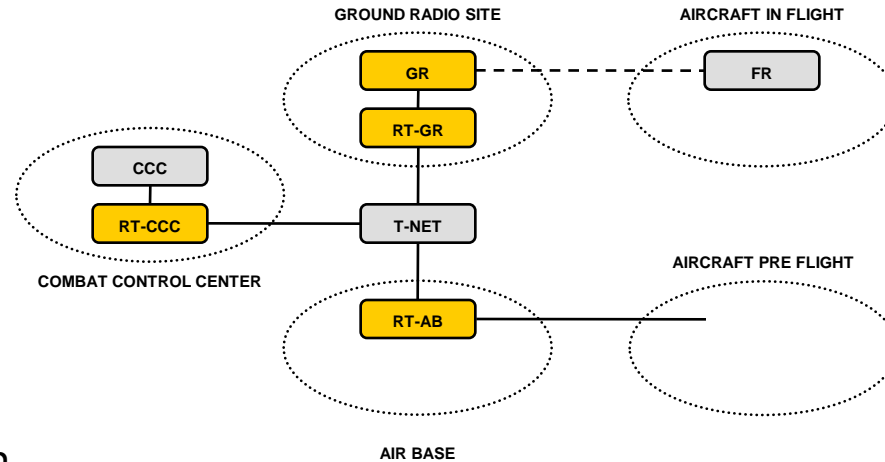 GROUND RADIO SITE
AIRCRAFT IN FLIGHT
GR
FR
RT-GR
CCC
RT-CCC
T-NET
COMBAT CONTROL CENTER
AIRCRAFT PRE FLIGHT
RT-AB
AIR BASE